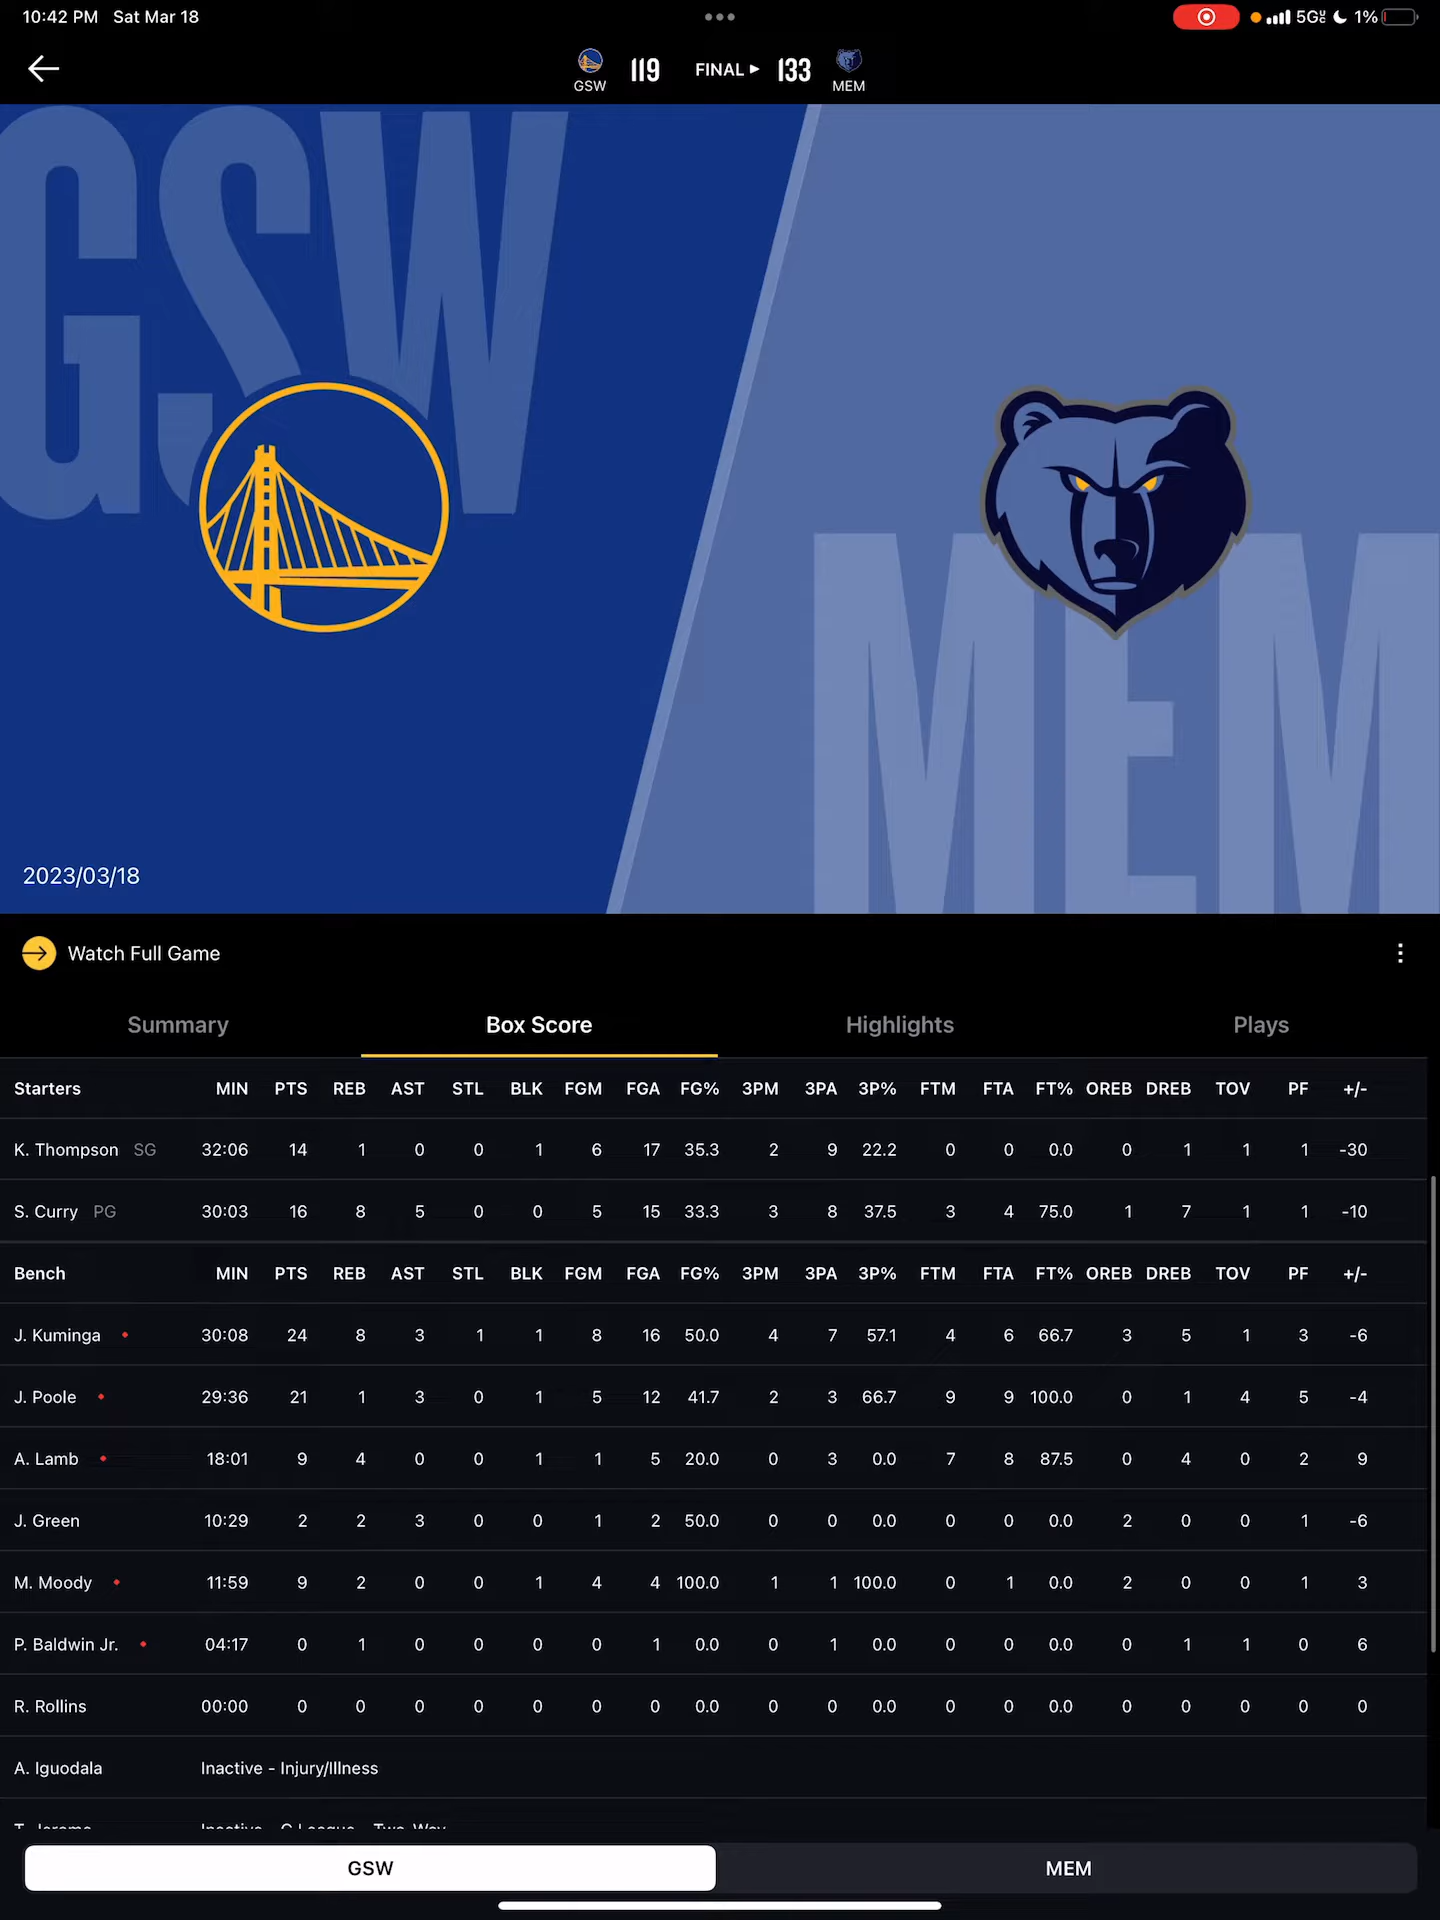 10:42 PM Sat Mar 18
5G 1%
GSW 119 FINAL 133 MEM
GSW
MEM
2023/03/18
Watch Full Game
Summary Box Score Highlights Plays
Starters MIN PTS REB AST STL BLK FGM FGA FG% 3PM 3PA 3P% FTM FTA FT% OREB DREB TOV PF +/-
K. Thompson SG 32:06 14 1 0 0 1 6 17 35.3 2 9 22.2 0 0 0.0 0 1 1 1 -30
S. Curry PG 30:03 16 8 5 0 0 5 15 33.3 3 8 37.5 3 4 75.0 1 7 1 1 -10
Bench MIN PTS REB AST STL BLK FGM FGA FG% 3PM 3PA 3P% FTM FTA FT% OREB DREB TOV PF +/-
J. Kuminga 30:08 24 8 3 1 1 8 16 50.0 4 7 57.1 4 6 66.7 3 5 1 3 -6
J. Poole 29:36 21 1 3 0 1 5 12 41.7 2 3 66.7 9 9 100.0 0 1 4 5 -4
A. Lamb 18:01 9 4 0 0 1 1 5 20.0 0 3 0.0 7 8 87.5 0 4 0 2 9
J. Green 10:29 2 2 3 0 0 1 2 50.0 0 0 0.0 0 0 0.0 2 0 0 1 -6
M. Moody 11:59 9 2 0 0 1 4 4 100.0 1 1 100.0 0 1 0.0 2 0 0 1 3
P. Baldwin Jr. 04:17 0 1 0 0 0 0 1 0.0 0 1 0.0 0 0 0.0 0 1 1 0 6
R. Rollins 00:00 0 0 0 0 0 0 0 0.0 0 0 0.0 0 0 0.0 0 0 0 0 0
A. Iguodala Inactive - Injury/Illness
GSW MEM